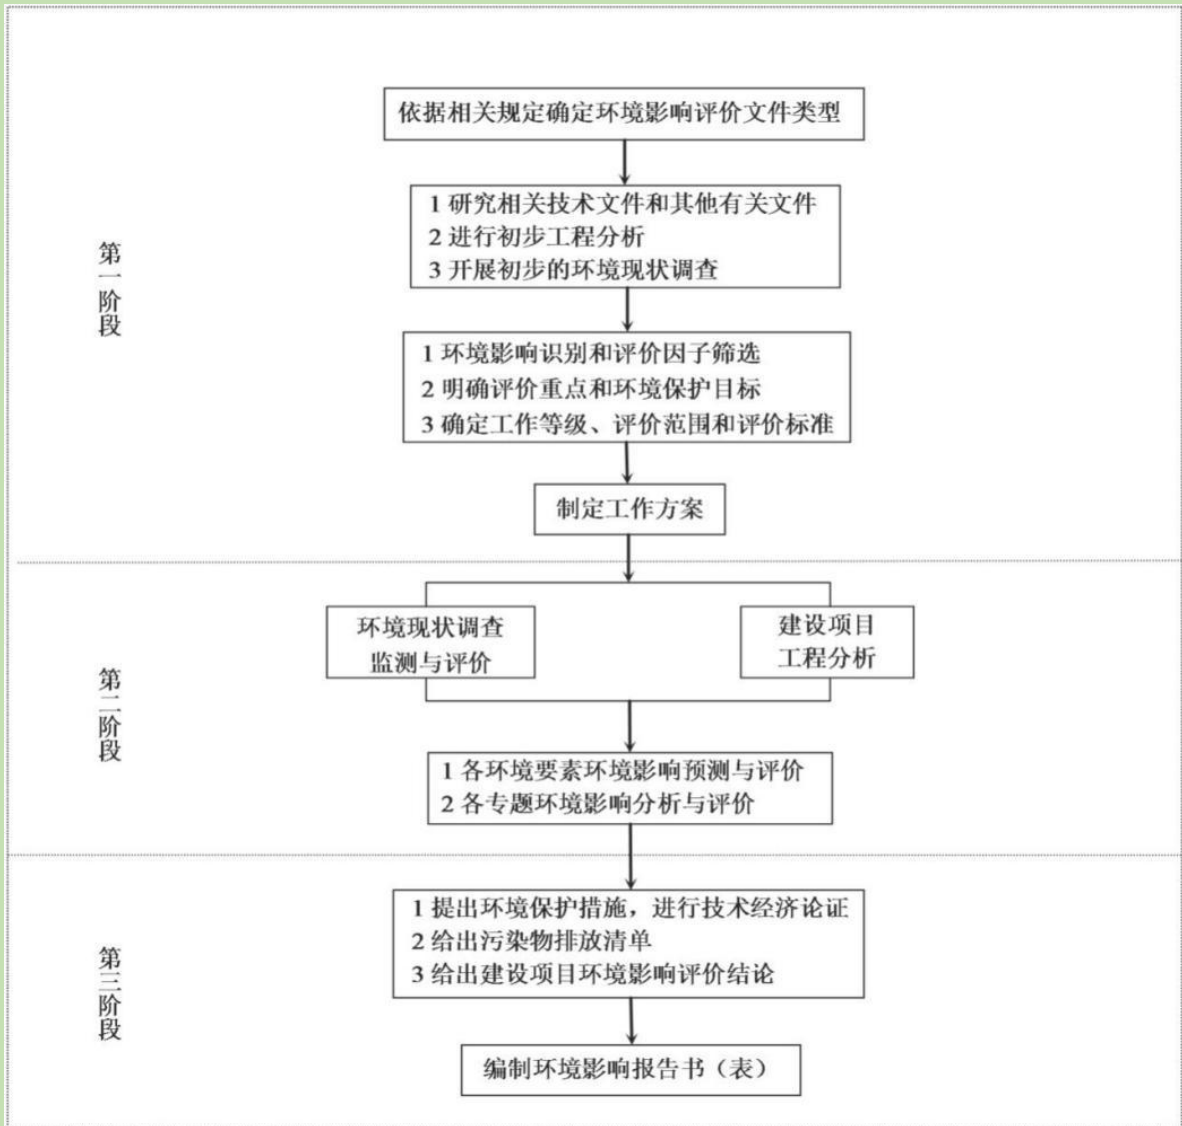 依据相关规定确定环境影响评价文件类型
第一阶段
1 研究相关技术文件和其他有关文件
2 进行初步工程分析
3 开展初步的环境现状调查
1 环境影响识别和评价因子筛选
2 明确评价重点和环境保护目标
3 确定工作等级、评价范围和评价标准
制定工作方案
第二阶段
环境现状调查
监测与评价
建设项目
工程分析
1 各环境要素环境影响预测与评价
2 各专题环境影响分析与评价
第三阶段
1 提出环境保护措施，进行技术经济论证
2 给出污染物排放清单
3 给出建设项目环境影响评价结论
编制环境影响报告书（表）